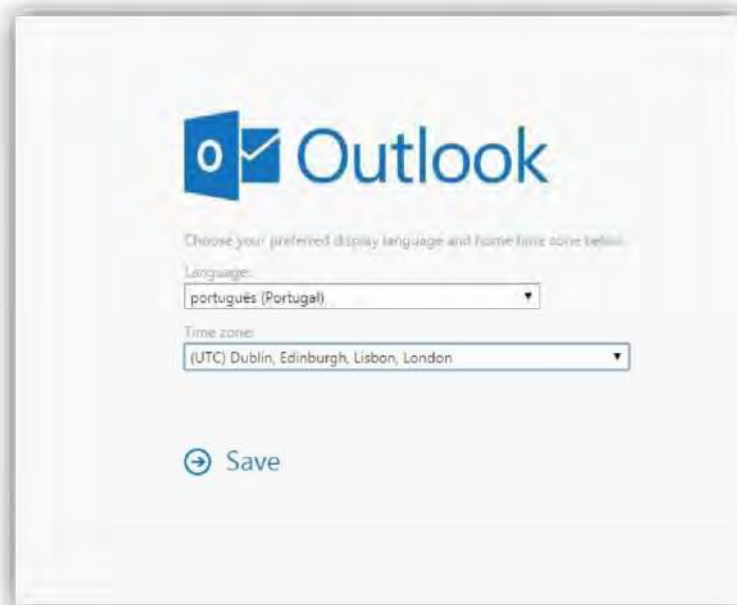 Outlook
Choose your preferred display language and home time zone below.
Language:
português (Portugal)
Time zone:
(UTC) Dublin, Edinburgh, Lisbon, London
Save